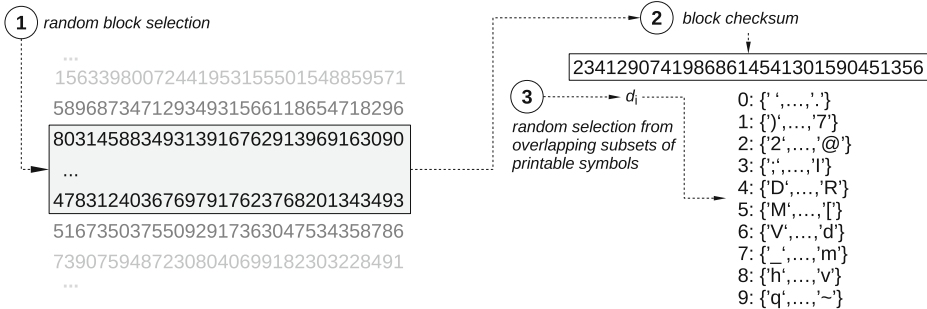 1 random block selection
...
15633980072441953155501548859571
58968734712934931566118654718296
80314588349313916762913969163090
...
47831240367697917623768201343493
51673503755092917363047534358786
73907594872308040699182303228491
...
2 block checksum
23412907419868614541301590451356
3 dᵢ
random selection from
overlapping subsets of
printable symbols
0: {' ‘,...,’.'}
1: {')‘,...,’7'}
2: {'2‘,...,’@'}
3: {';‘,...,’I'}
4: {'D‘,...,’R'}
5: {'M‘,...,’['}
6: {'V‘,...,’d'}
7: {'_‘,...,’m'}
8: {'h‘,...,’v'}
9: {'q‘,...,’~'}